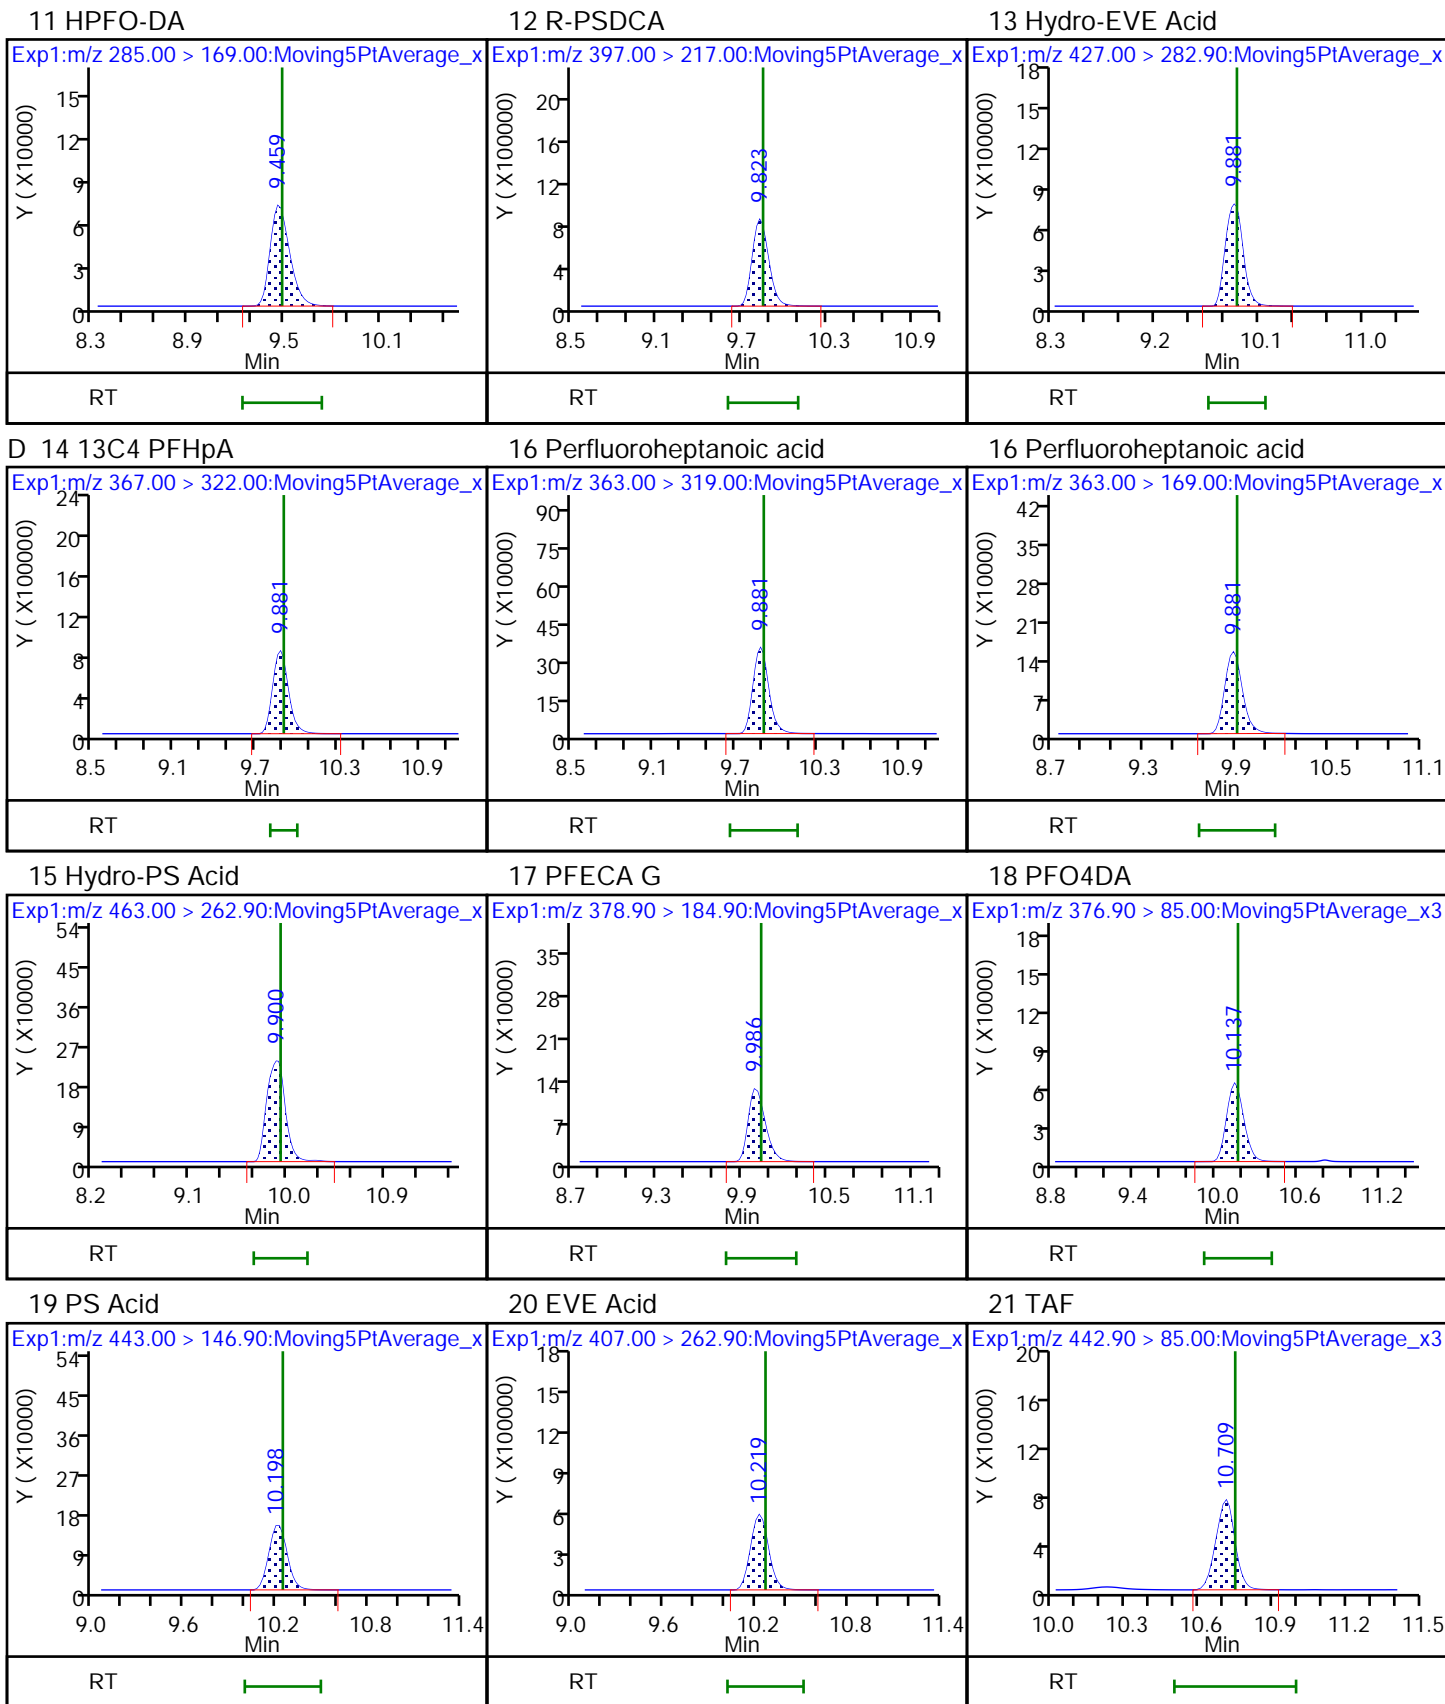 11 HPFO-DA
Exp1:m/z 285.00 > 169.00:Moving5PtAverage_x
Y ( X100000)
15
12
9
6
3
0
9.459
8.3 8.9 9.5 10.1
Min
RT
12 R-PSDCA
Exp1:m/z 397.00 > 217.00:Moving5PtAverage_x
Y ( X100000)
20
16
12
8
4
0
9.823
8.5 9.1 9.7 10.3 10.9
Min
RT
13 Hydro-EVE Acid
Exp1:m/z 427.00 > 282.90:Moving5PtAverage_x
Y ( X100000)
18
15
12
9
6
3
0
9.881
8.3 9.2 10.1 11.0
Min
RT
D 14 13C4 PFHpA
Exp1:m/z 367.00 > 322.00:Moving5PtAverage_x
Y ( X100000)
24
20
16
12
8
4
0
9.881
8.5 9.1 9.7 10.3 10.9
Min
RT
16 Perfluoroheptanoic acid
Exp1:m/z 363.00 > 319.00:Moving5PtAverage_x
Y ( X10000)
90
75
60
45
30
15
0
9.881
8.5 9.1 9.7 10.3 10.9
Min
RT
16 Perfluoroheptanoic acid
Exp1:m/z 363.00 > 169.00:Moving5PtAverage_x
Y ( X10000)
42
35
28
21
14
7
0
9.881
8.7 9.3 9.9 10.5 11.1
Min
RT
15 Hydro-PS Acid
Exp1:m/z 463.00 > 262.90:Moving5PtAverage_x
Y ( X10000)
54
45
36
27
18
9
0
9.900
8.2 9.1 10.0 10.9
Min
RT
17 PFECA G
Exp1:m/z 378.90 > 184.90:Moving5PtAverage_x
Y ( X10000)
35
28
21
14
7
0
9.986
8.7 9.3 9.9 10.5 11.1
Min
RT
18 PFO4DA
Exp1:m/z 376.90 > 85.00:Moving5PtAverage_x3
Y ( X10000)
18
15
12
9
6
3
0
10.137
8.8 9.4 10.0 10.6 11.2
Min
RT
19 PS Acid
Exp1:m/z 443.00 > 146.90:Moving5PtAverage_x
Y ( X10000)
54
45
36
27
18
9
0
10.198
9.0 9.6 10.2 10.8 11.4
Min
RT
20 EVE Acid
Exp1:m/z 407.00 > 262.90:Moving5PtAverage_x
Y ( X100000)
18
15
12
9
6
3
0
10.219
9.0 9.6 10.2 10.8 11.4
Min
RT
21 TAF
Exp1:m/z 442.90 > 85.00:Moving5PtAverage_x3
Y ( X10000)
20
16
12
8
4
0
10.709
10.0 10.3 10.6 10.9 11.2 11.5
Min
RT